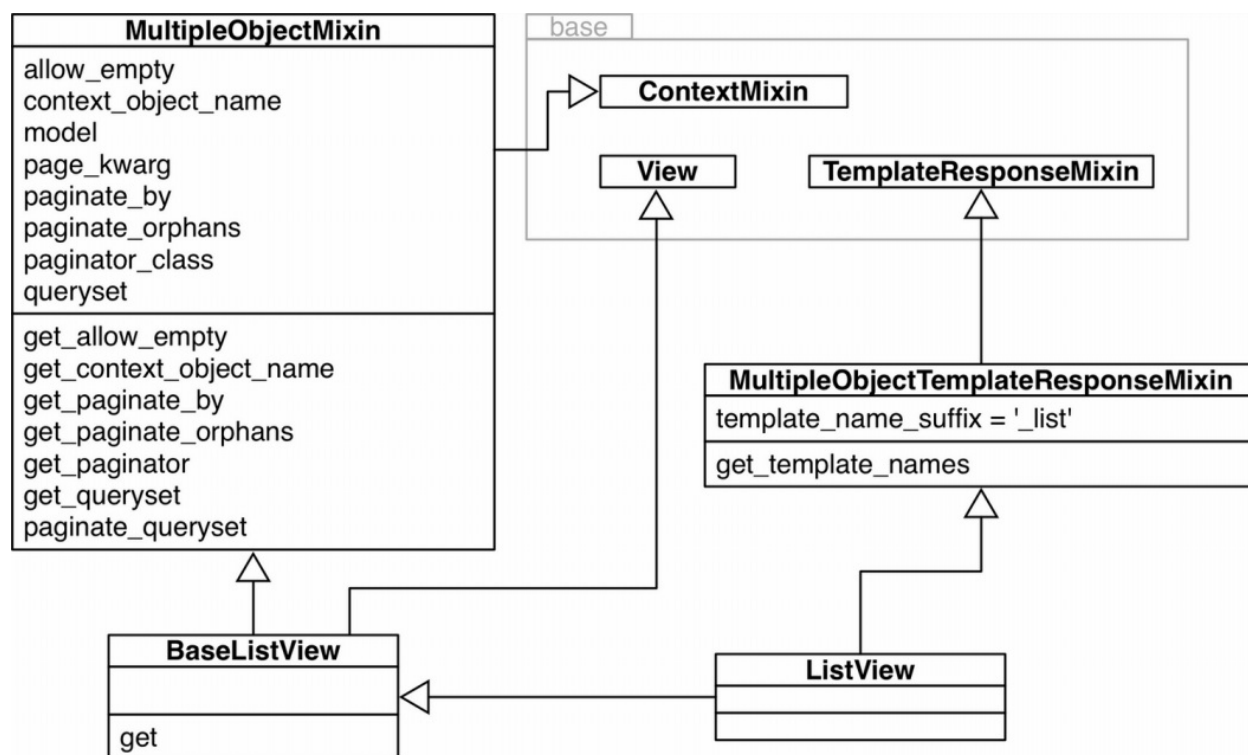 MultipleObjectMixin
allow_empty
context_object_name
model
page_kwarg
paginate_by
paginate_orphans
paginator_class
queryset
get_allow_empty
get_context_object_name
get_paginate_by
get_paginate_orphans
get_paginator
get_queryset
paginate_queryset
base
ContextMixin
View
TemplateResponseMixin
MultipleObjectTemplateResponseMixin
template_name_suffix = '_list'
get_template_names
BaseListView
get
ListView